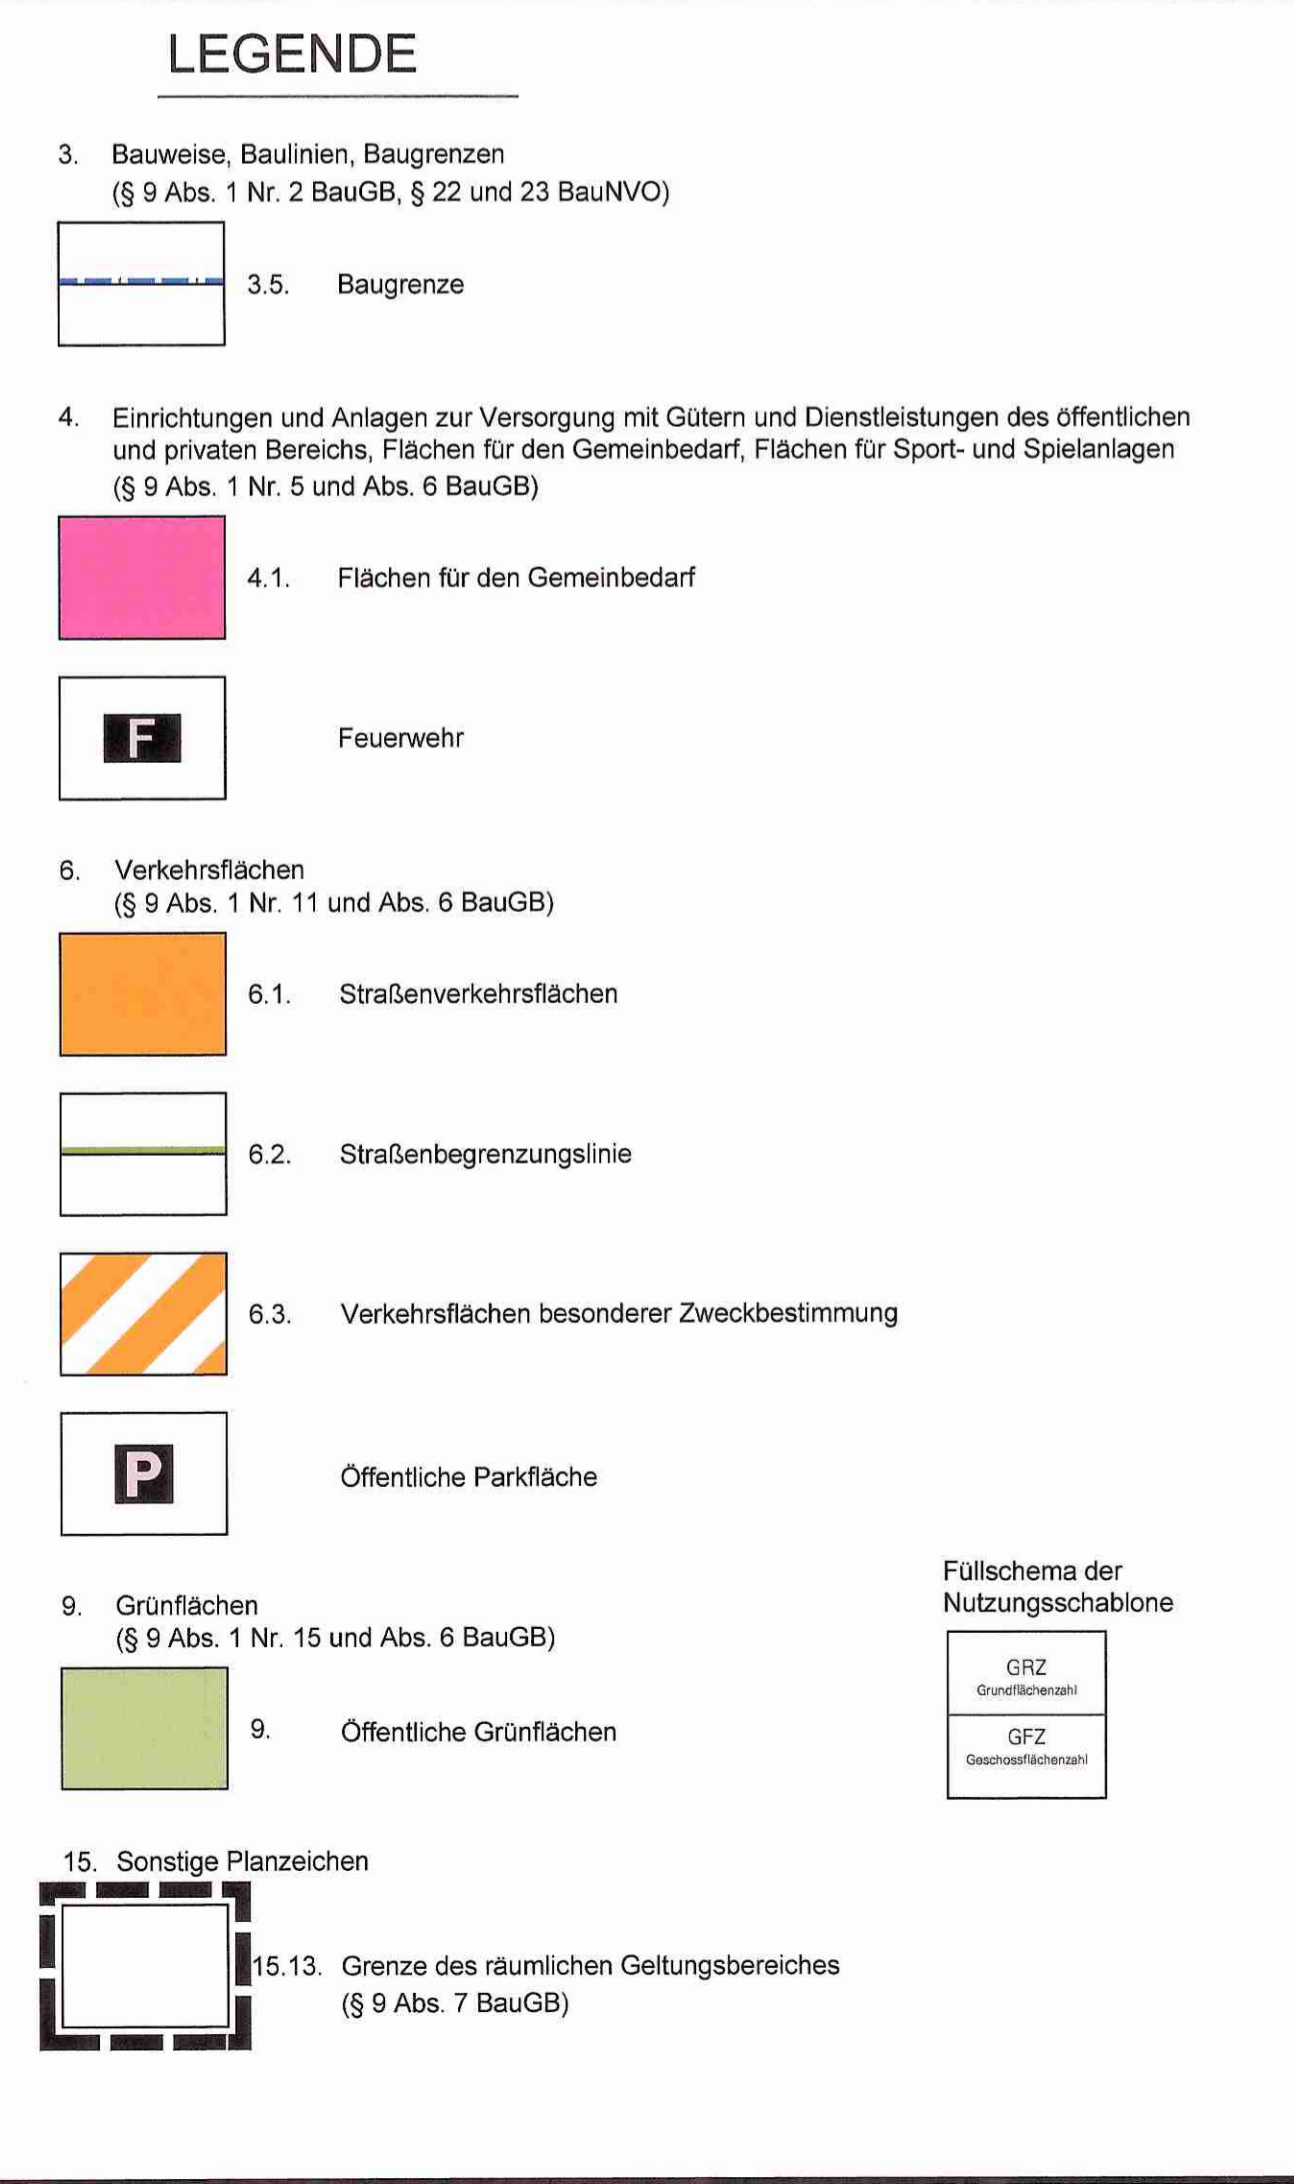 LEGENDE
3. Bauweise, Baulinien, Baugrenzen
(§ 9 Abs. 1 Nr. 2 BauGB, § 22 und 23 BauNVO)
3.5. Baugrenze
4. Einrichtungen und Anlagen zur Versorgung mit Gütern und Dienstleistungen des öffentlichen
und privaten Bereichs, Flächen für den Gemeinbedarf, Flächen für Sport- und Spielanlagen
(§ 9 Abs. 1 Nr. 5 und Abs. 6 BauGB)
4.1. Flächen für den Gemeinbedarf
F Feuerwehr
6. Verkehrsflächen
(§ 9 Abs. 1 Nr. 11 und Abs. 6 BauGB)
6.1. Straßenverkehrsflächen
6.2. Straßenbegrenzungslinie
6.3. Verkehrsflächen besonderer Zweckbestimmung
P Öffentliche Parkfläche
9. Grünflächen
(§ 9 Abs. 1 Nr. 15 und Abs. 6 BauGB)
9. Öffentliche Grünflächen
Füllschema der
Nutzungsschablone
GRZ
Grundflächenzahl
GFZ
Geschossflächenzahl
15. Sonstige Planzeichen
15.13. Grenze des räumlichen Geltungsbereiches
(§ 9 Abs. 7 BauGB)